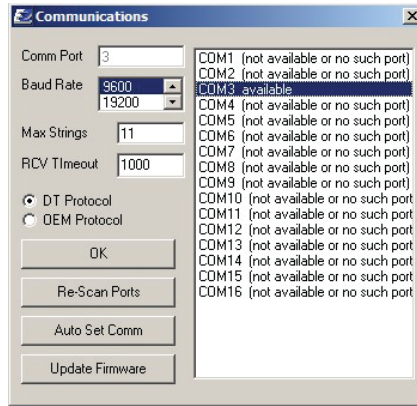 Communications
Comm Port 3
Baud Rate 9600
19200
Max Strings 11
RCV TImeout 1000
DT Protocol
OEM Protocol
OK
Re-Scan Ports
Auto Set Comm
Update Firmware
COM1 (not available or no such port)
COM2 (not available or no such port)
COM3 available
COM4 (not available or no such port)
COM5 (not available or no such port)
COM6 (not available or no such port)
COM7 (not available or no such port)
COM8 (not available or no such port)
COM9 (not available or no such port)
COM10 (not available or no such port
COM11 (not available or no such port
COM12 (not available or no such port
COM13 (not available or no such port
COM14 (not available or no such port
COM15 (not available or no such port
COM16 (not available or no such port